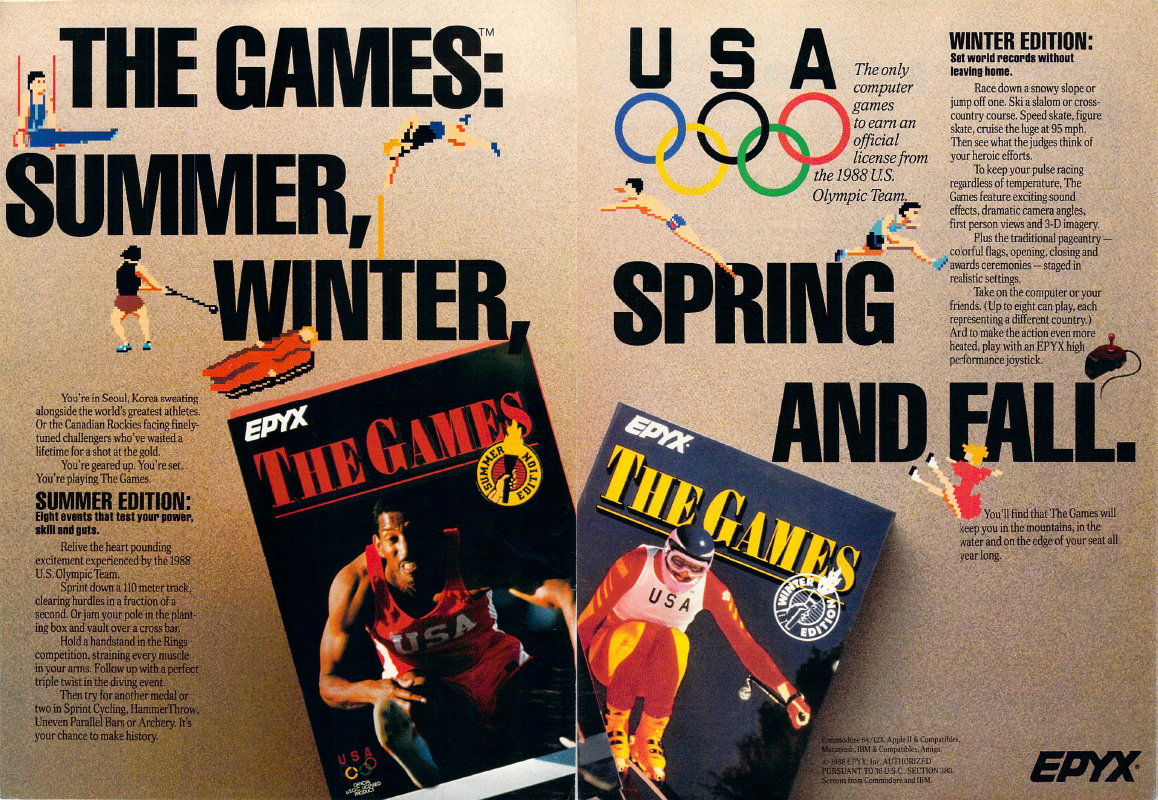 THE GAMES:™
SUMMER,
WINTER,
You're in Seoul, Korea sweating
alongside the world's greatest athletes.
Or the Canadian Rockies facing finely-
tuned challengers who've waited a
lifetime for a shot at the gold.
You're geared up. You're set.
You're playing The Games.
SUMMER EDITION:
Eight events that test your power,
skill and guts.
Relive the heart pounding
excitement experienced by the 1988
U.S. Olympic Team.
Sprint down a 110 meter track,
clearing hurdles in a fraction of a
second. Or jam your pole in the plant-
ing box and vault over a cross bar.
Hold a handstand in the Rings
competition, straining every muscle
in your arms. Follow up with a perfect
triple twist in the diving event.
Then try for another medal or
two in Sprint Cycling, Hammer Throw,
Uneven Parallel Bars or Archery. It's
your chance to make history.
EPYX
THE GAMES
SUMMER EDITION
USA
USA
OFFICIAL
LICENSED
PRODUCT
USA
The only
computer
games
to earn an
official
license from
the 1988 U.S.
Olympic Team.
SPRING
AND FALL.
EPYX
THE GAMES
WINTER EDITION
USA
WINTER EDITION:
Set world records without
leaving home.
Race down a snowy slope or
jump off one. Ski a slalom or cross-
country course. Speed skate, figure
skate, cruise the luge at 95 mph.
Then see what the judges think of
your heroic efforts.
To keep your pulse racing
regardless of temperature, The
Games feature exciting sound
effects, dramatic camera angles,
first person views and 3-D imagery.
Plus the traditional pageantry —
colorful flags, opening, closing and
awards ceremonies — staged in
realistic settings.
Take on the computer or your
friends. (Up to eight can play, each
representing a different country.)
And to make the action even more
heated, play with an EPYX high
performance joystick.
You'll find that The Games will
keep you in the mountains, in the
water and on the edge of your seat all
year long.
Commodore 64/128, Apple II & Compatibles,
Macintosh, IBM & Compatibles, Amiga.
© 1988 EPYX, Inc. AUTHORIZED
PURSUANT TO 36 U.S.C. SECTION 380.
Screens from Commodore and IBM.
EPYX®